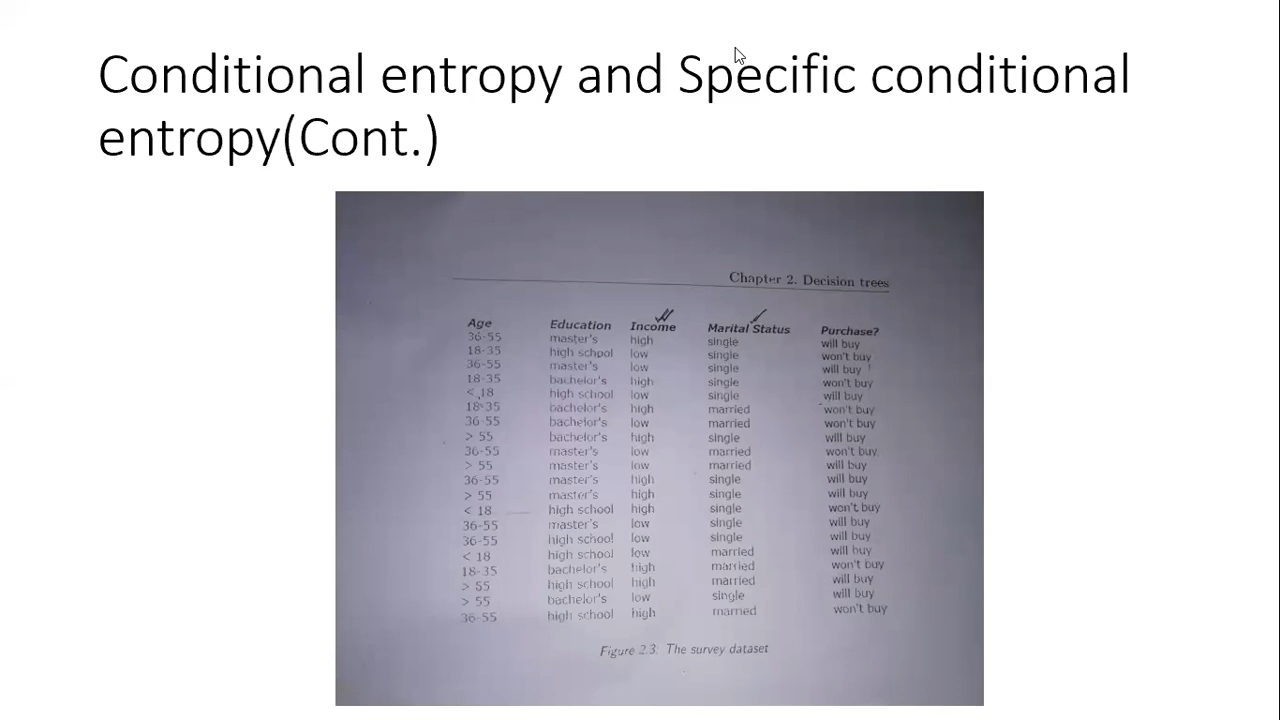 Conditional entropy and Specific conditional
entropy(Cont.)
Chapter 2. Decision trees
Age Education Income Marital Status Purchase?
36-55 master's high single will buy
18-35 high school low single won't buy
36-55 master's low single will buy
18-35 bachelor's high single won't buy
< 18 high school low single will buy
18-35 bachelor's high married won't buy
36-55 bachelor's low married won't buy
> 55 bachelor's high single will buy
36-55 master's low married won't buy
> 55 master's low married will buy
36-55 master's high single will buy
> 55 master's high single will buy
< 18 high school high single won't buy
36-55 master's low single will buy
36-55 high school low single will buy
< 18 high school low married will buy
18-35 bachelor's high married won't buy
> 55 high school high married will buy
> 55 bachelor's low single will buy
36-55 high school high married won't buy
Figure 2.3: The survey dataset